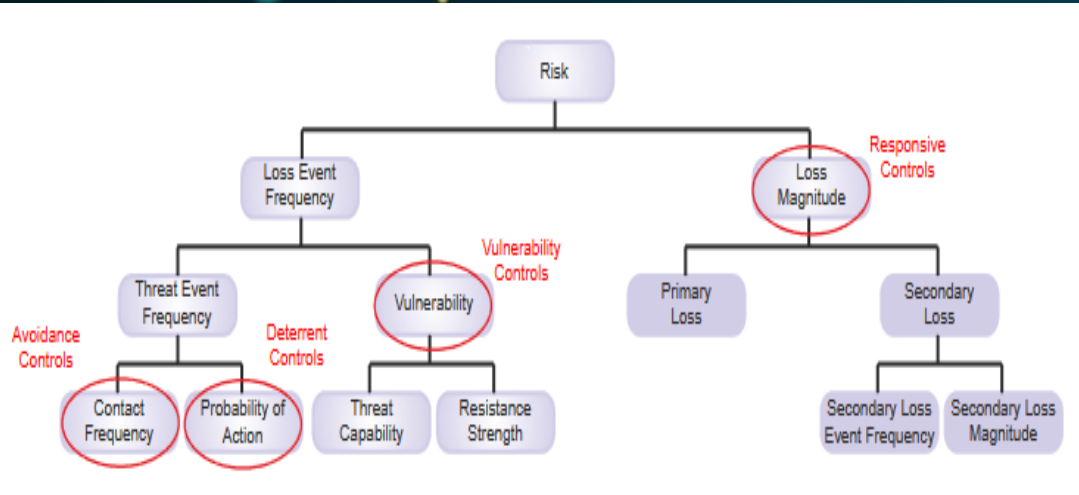 Risk
Responsive
Controls
Loss Event
Frequency
Loss
Magnitude
Vulnerability
Controls
Threat Event
Frequency
Vulnerability
Primary
Loss
Secondary
Loss
Avoidance
Controls
Deterrent
Controls
Contact
Frequency
Probability of
Action
Threat
Capability
Resistance
Strength
Secondary Loss
Event Frequency
Secondary Loss
Magnitude